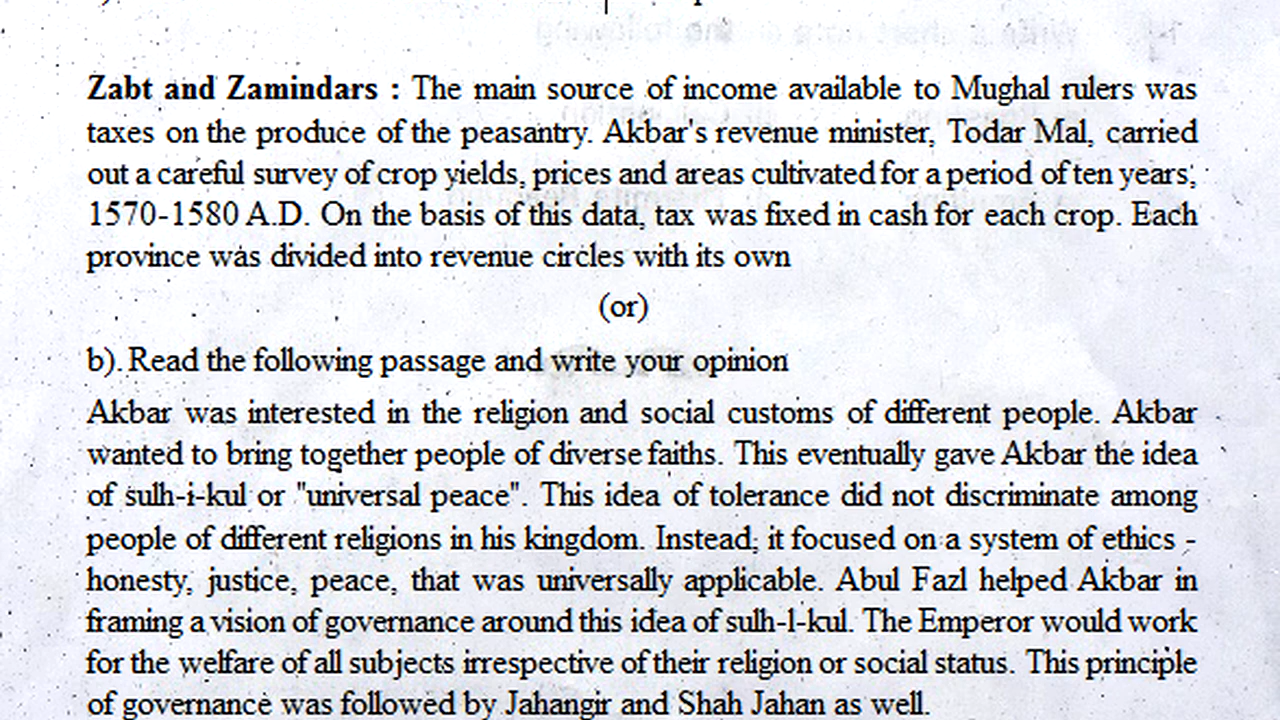 Zabt and Zamindars : The main source of income available to Mughal rulers was
taxes on the produce of the peasantry. Akbar's revenue minister, Todar Mal, carried
out a careful survey of crop yields, prices and areas cultivated for a period of ten years;
1570-1580 A.D. On the basis of this data, tax was fixed in cash for each crop. Each
province was divided into revenue circles with its own
(or)
b). Read the following passage and write your opinion
Akbar was interested in the religion and social customs of different people. Akbar
wanted to bring together people of diverse faiths. This eventually gave Akbar the idea
of sulh-i-kul or "universal peace". This idea of tolerance did not discriminate among
people of different religions in his kingdom. Instead; it focused on a system of ethics -
honesty, justice, peace, that was universally applicable. Abul Fazl helped Akbar in
framing a vision of governance around this idea of sulh-l-kul. The Emperor would work
for the welfare of all subjects irrespective of their religion or social status. This principle
of governance was followed by Jahangir and Shah Jahan as well.